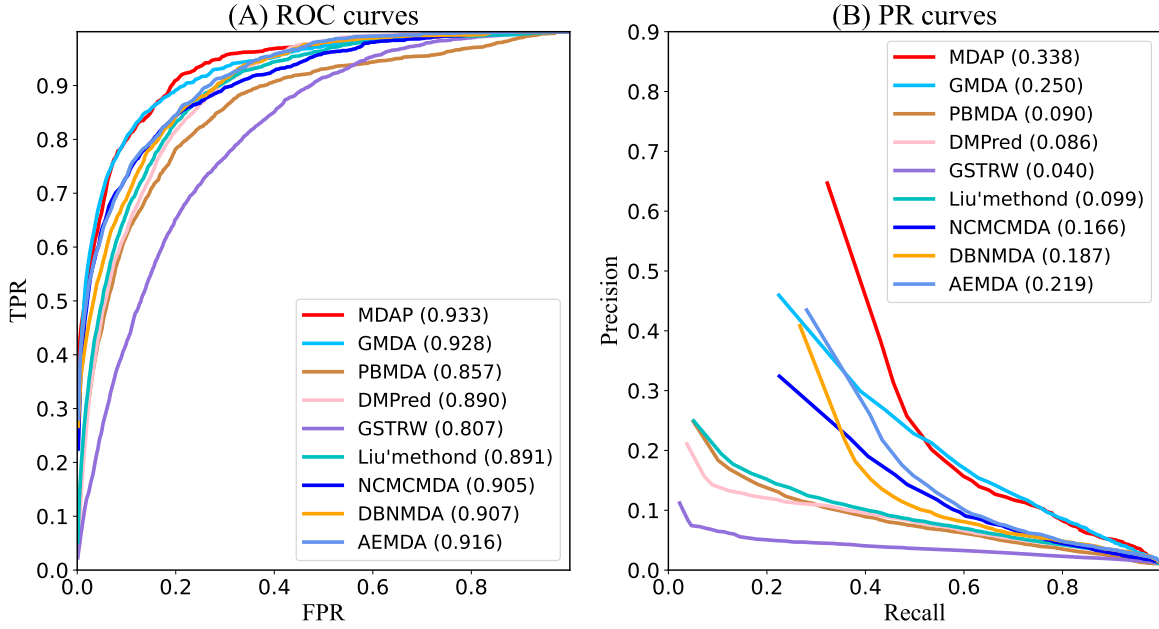 (A) ROC curves
TPR
0.9
0.8
0.7
0.6
0.5
0.4
0.3
0.2
0.1
0.0
0.0 0.2 0.4 0.6 0.8
FPR
MDAP (0.933)
GMDA (0.928)
PBMDA (0.857)
DMPred (0.890)
GSTRW (0.807)
Liu'methond (0.891)
NCMCMDA (0.905)
DBNMDA (0.907)
AEMDA (0.916)
(B) PR curves
Precision
0.9
0.8
0.7
0.6
0.5
0.4
0.3
0.2
0.1
0.0
0.0 0.2 0.4 0.6 0.8
Recall
MDAP (0.338)
GMDA (0.250)
PBMDA (0.090)
DMPred (0.086)
GSTRW (0.040)
Liu'methond (0.099)
NCMCMDA (0.166)
DBNMDA (0.187)
AEMDA (0.219)